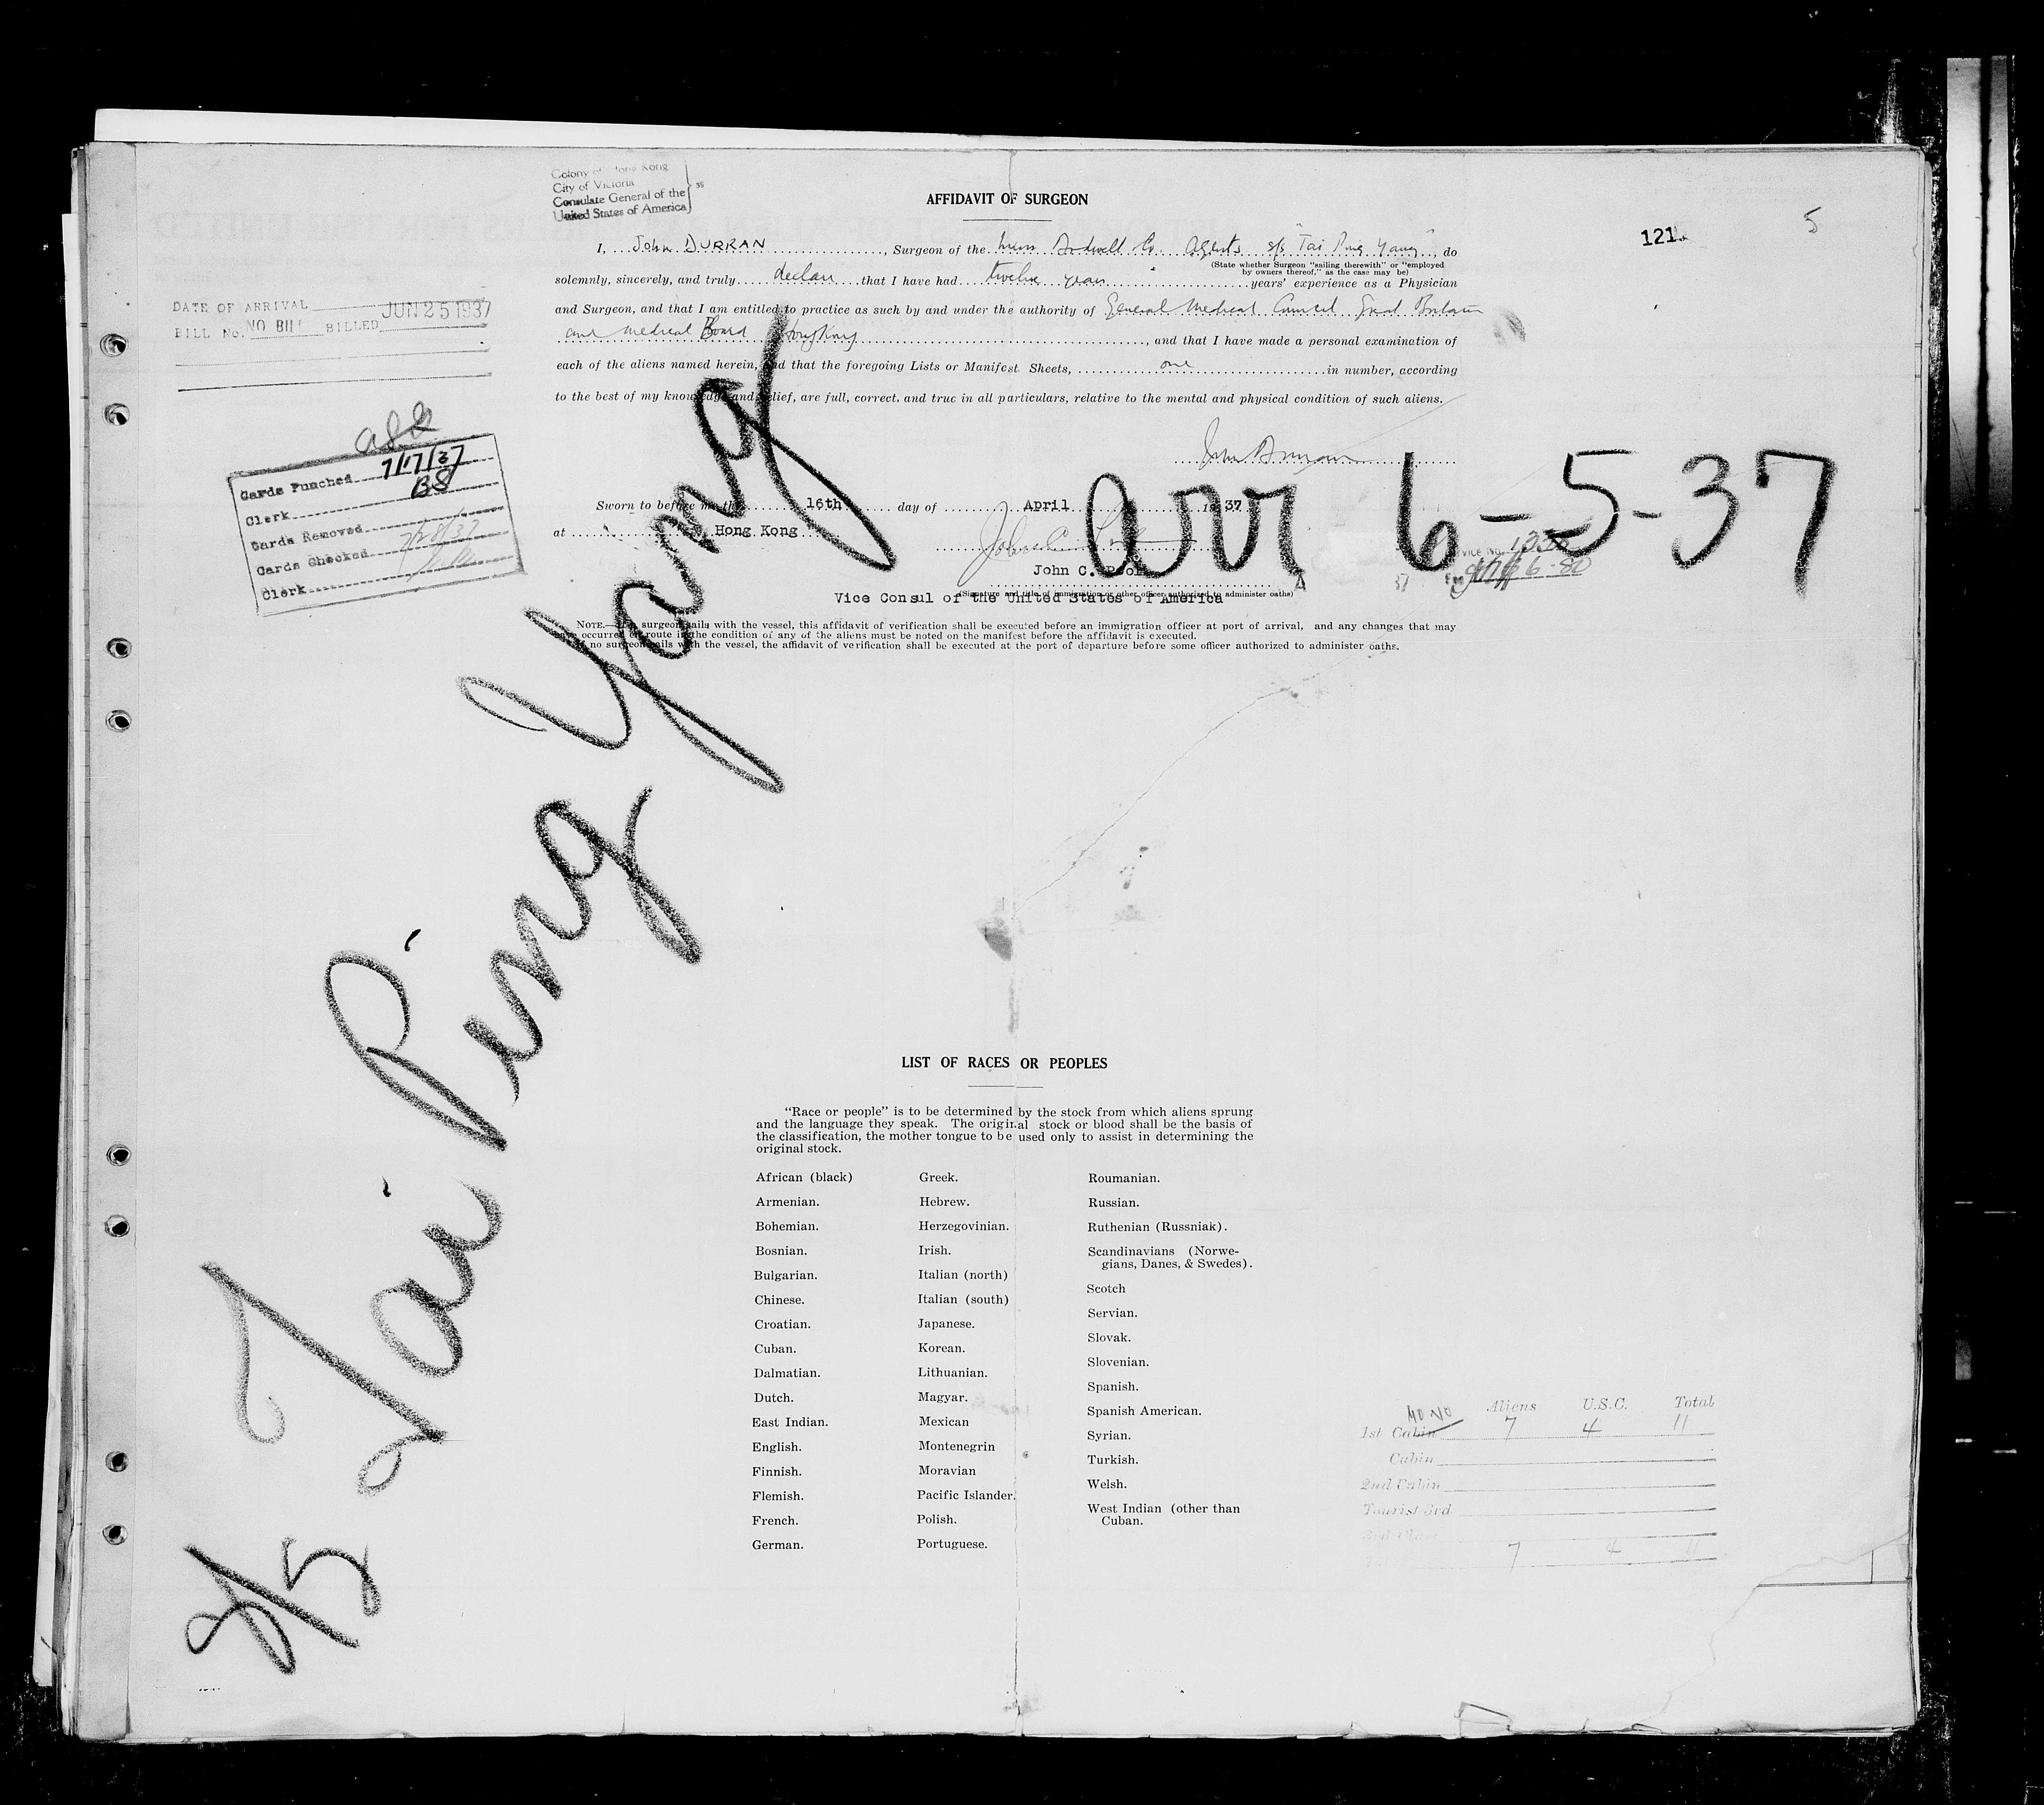 Colony of Hong Kong
City of Victoria
Consulate General of the
United States of America
} ss
AFFIDAVIT OF SURGEON
121.
5
I, John DURRAN, Surgeon of the Messrs Dodwell Co. Agents s/s "Tai Ping Yang", do
(State whether Surgeon "sailing therewith" or "employed
by owners thereof," as the case may be)
solemnly, sincerely, and truly declare that I have had twelve years years' experience as a Physician
and Surgeon, and that I am entitled to practice as such by and under the authority of General Medical Council Great Britain
and Medical Board Hongkong, and that I have made a personal examination of
each of the aliens named herein, and that the foregoing Lists or Manifest Sheets, one in number, according
to the best of my knowledge and belief, are full, correct, and true in all particulars, relative to the mental and physical condition of such aliens.
DATE OF ARRIVAL JUN 25 1937
BILL No. NO BILL BILLED
Cards Punched 7/17/37
Clerk BS
Cards Removed
Cards Checked 7/28/37
Clerk
John Durran
Sworn to before me this 16th day of April 1937
at Hong Kong
John C. Pool
Vice Consul of the United States of America
(Signature and title of immigration or other officer authorized to administer oaths)
arr 6-5-37
NOTE.—If a surgeon sails with the vessel, this affidavit of verification shall be executed before an immigration officer at port of arrival, and any changes that may
have occurred en route in the condition of any of the aliens must be noted on the manifest before the affidavit is executed.
If no surgeon sails with the vessel, the affidavit of verification shall be executed at the port of departure before some officer authorized to administer oaths.
Tai Ping Yang
LIST OF RACES OR PEOPLES
"Race or people" is to be determined by the stock from which aliens sprung
and the language they speak. The original stock or blood shall be the basis of
the classification, the mother tongue to be used only to assist in determining the
original stock.
African (black)
Armenian.
Bohemian.
Bosnian.
Bulgarian.
Chinese.
Croatian.
Cuban.
Dalmatian.
Dutch.
East Indian.
English.
Finnish.
Flemish.
French.
German.
Greek.
Hebrew.
Herzegovinian.
Irish.
Italian (north)
Italian (south)
Japanese.
Korean.
Lithuanian.
Magyar.
Mexican
Montenegrin
Moravian
Pacific Islander.
Polish.
Portuguese.
Roumanian.
Russian.
Ruthenian (Russniak).
Scandinavians (Norwe-
gians, Danes, & Swedes).
Scotch
Servian.
Slovak.
Slovenian.
Spanish.
Spanish American.
Syrian.
Turkish.
Welsh.
West Indian (other than
Cuban.
Aliens U.S.C. Total
1st Cabin 7 4 11
Cabin
2nd Cabin
Tourist 3rd
3rd Class
7 4 11